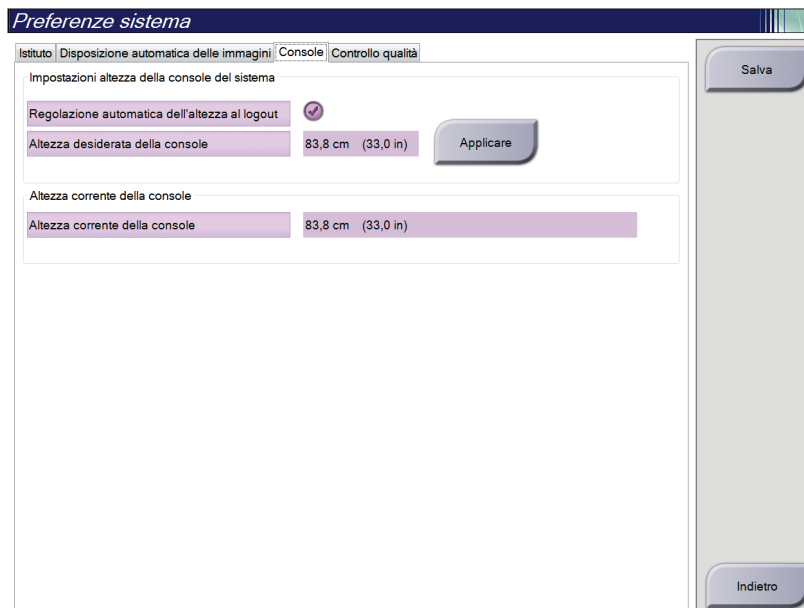 Preferenze sistema
Istituto Disposizione automatica delle immagini Console Controllo qualità
Impostazioni altezza della console del sistema
Regolazione automatica dell'altezza al logout
Altezza desiderata della console 83,8 cm (33,0 in) Applicare
Altezza corrente della console
Altezza corrente della console 83,8 cm (33,0 in)
Salva
Indietro